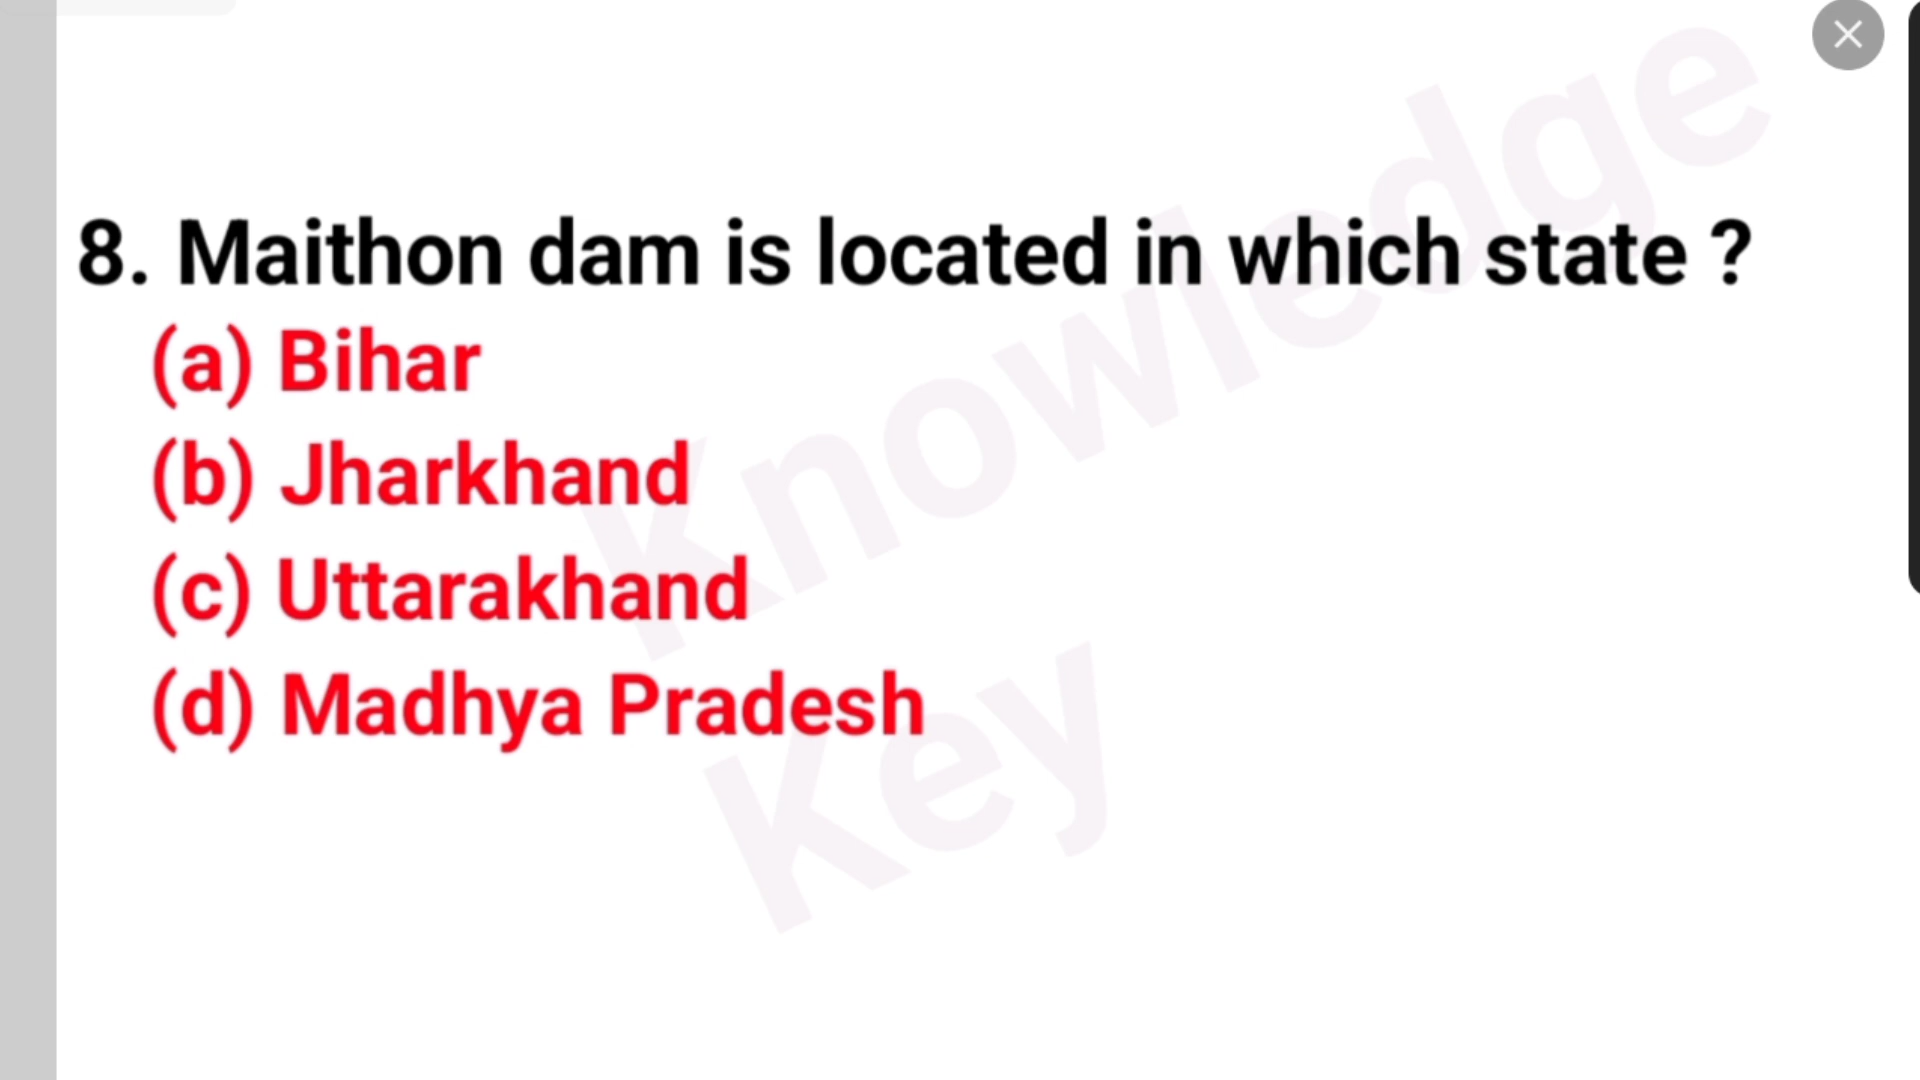 8. Maithon dam is located in which state ?
(a) Bihar
(b) Jharkhand
(c) Uttarakhand
(d) Madhya Pradesh
Knowledge
Key